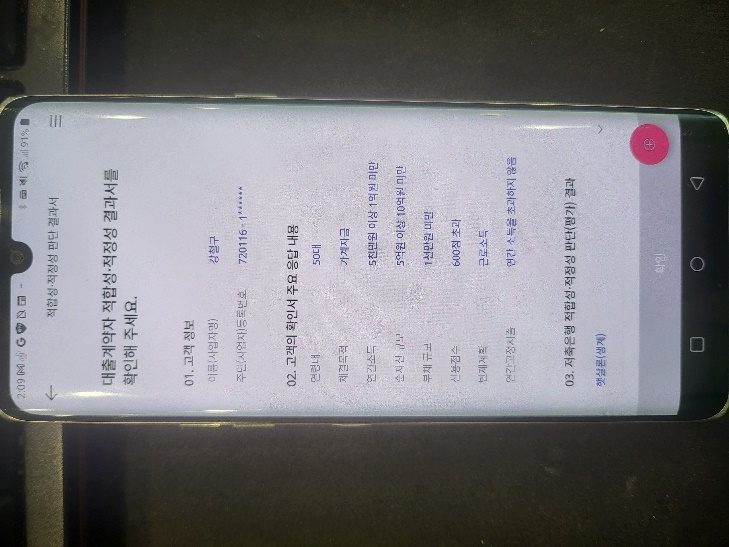 2:09
91%
적합성·적정성 판단 결과서
대출계약자 적합성·적정성 결과서를
확인해 주세요.
01. 고객 정보
이름(사업자명) 강철구
주민(사업자)등록번호 720116 - 1******
02. 고객의 확인서 주요 응답 내용
연령대 50대
체결목적 가계자금
연간소득 5천만원 이상 1억원 미만
순자산 규모 5억원 이상 10억원 미만
부채 규모 1천만원 미만
신용점수 600점 초과
변제계획 근로소득
연간고정지출 연간 소득을 초과하지 않음
03. 저축은행 적합성·적정성 판단(평가) 결과
햇살론(생계)
확인